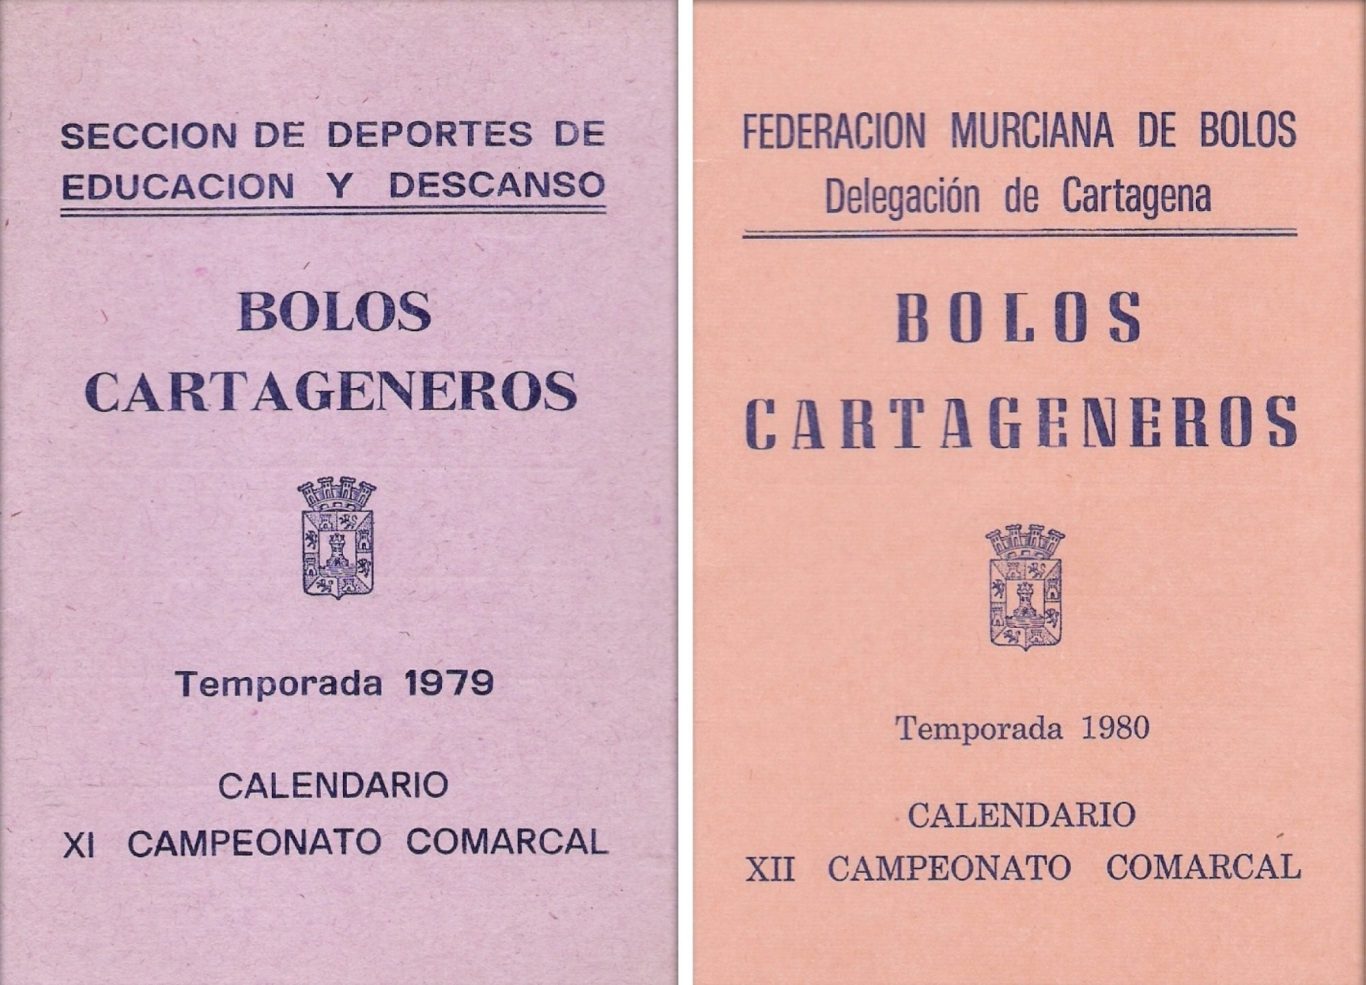 SECCION DE DEPORTES DE
EDUCACION Y DESCANSO
BOLOS
CARTAGENEROS
Temporada 1979
CALENDARIO
XI CAMPEONATO COMARCAL
FEDERACION MURCIANA DE BOLOS
Delegación de Cartagena
BOLOS
CARTAGENEROS
Temporada 1980
CALENDARIO
XII CAMPEONATO COMARCAL